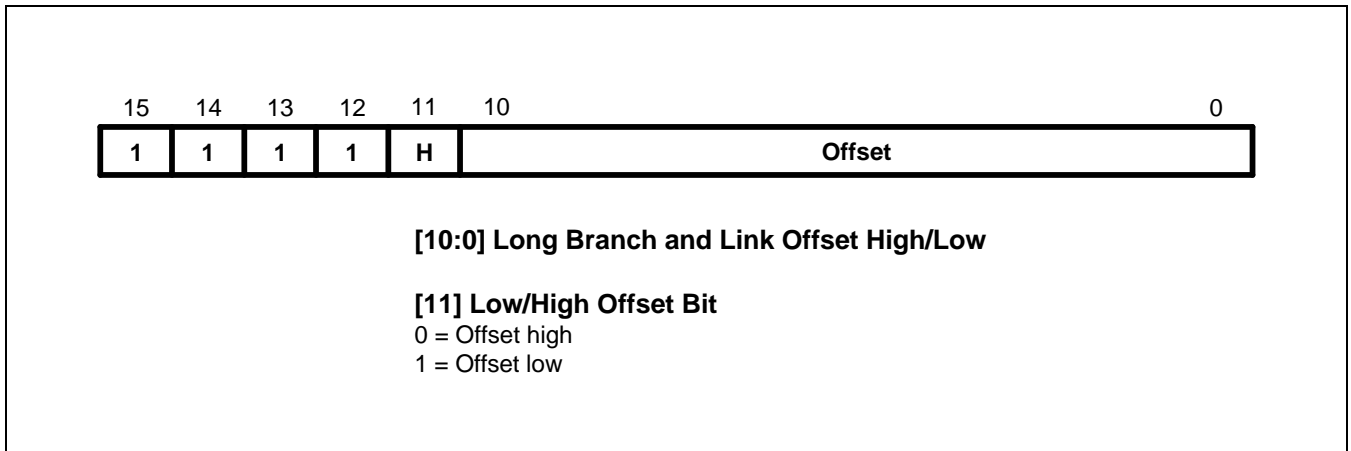 15 14 13 12 11 10 0
1 1 1 1 H Offset
[10:0] Long Branch and Link Offset High/Low
[11] Low/High Offset Bit
0 = Offset high
1 = Offset low